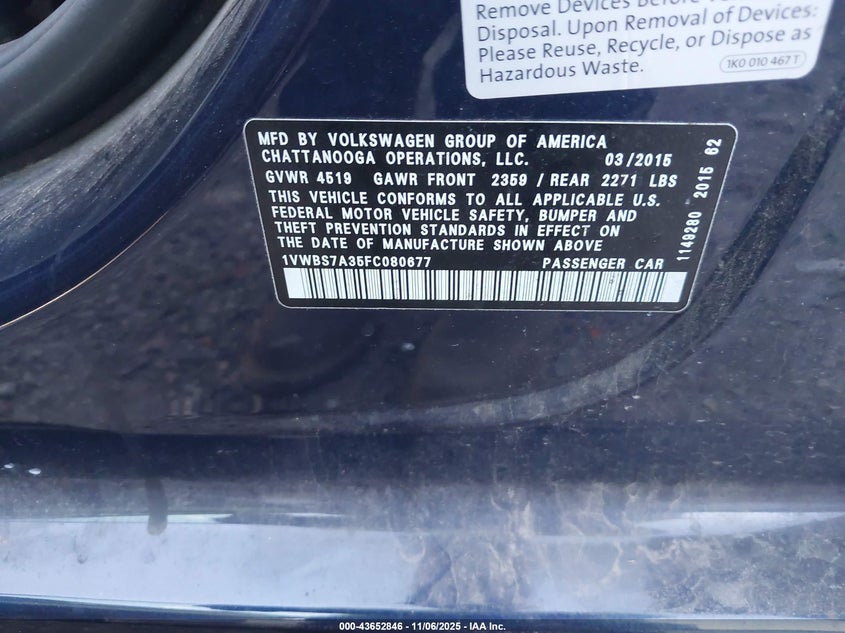 Remove Devices Before
Disposal. Upon Removal of Devices:
Please Reuse, Recycle, or Dispose as
Hazardous Waste.
1K0 010 467 T
MFD BY VOLKSWAGEN GROUP OF AMERICA
CHATTANOOGA OPERATIONS, LLC. 03/2015
GVWR 4519 GAWR FRONT 2359 / REAR 2271 LBS
THIS VEHICLE CONFORMS TO ALL APPLICABLE U.S.
FEDERAL MOTOR VEHICLE SAFETY, BUMPER AND
THEFT PREVENTION STANDARDS IN EFFECT ON
THE DATE OF MANUFACTURE SHOWN ABOVE
1VWBS7A35FC080677 PASSENGER CAR
1149280 2015 62
000-43652846 - 11/06/2025 - IAA Inc.